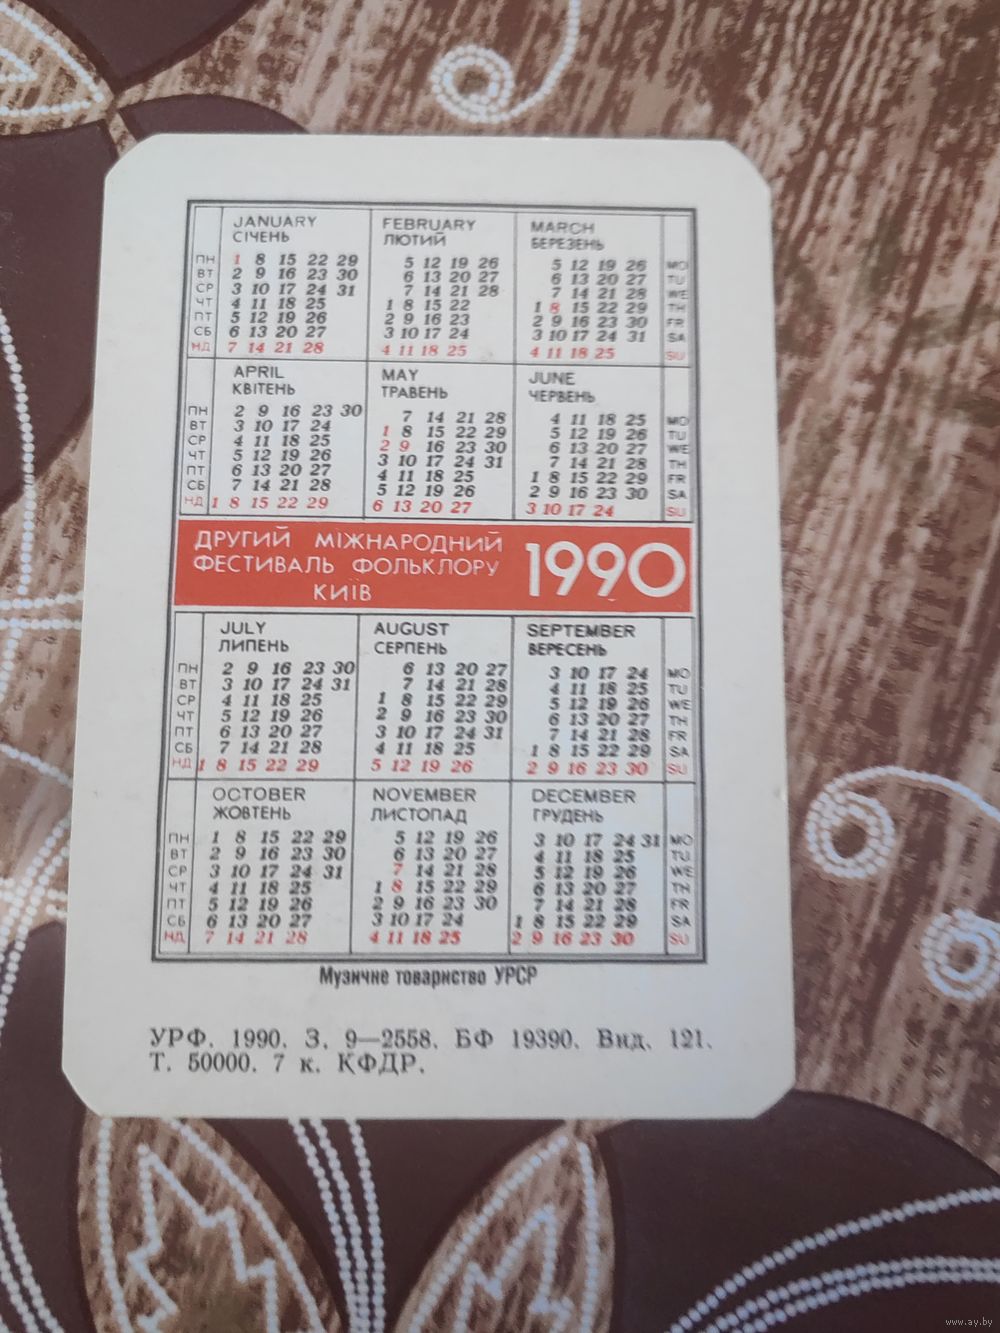 JANUARY FEBRUARY MARCH
СІЧЕНЬ ЛЮТИЙ БЕРЕЗЕНЬ
ПН 1 8 15 22 29 5 12 19 26 5 12 19 26 MO
ВТ 2 9 16 23 30 6 13 20 27 6 13 20 27 TU
СР 3 10 17 24 31 7 14 21 28 7 14 21 28 WE
ЧТ 4 11 18 25 1 8 15 22 1 8 15 22 29 TH
ПТ 5 12 19 26 2 9 16 23 2 9 16 23 30 FR
СБ 6 13 20 27 3 10 17 24 3 10 17 24 31 SA
НД 7 14 21 28 4 11 18 25 4 11 18 25 SU
APRIL MAY JUNE
КВІТЕНЬ ТРАВЕНЬ ЧЕРВЕНЬ
ПН 2 9 16 23 30 7 14 21 28 4 11 18 25 MO
ВТ 3 10 17 24 1 8 15 22 29 5 12 19 26 TU
СР 4 11 18 25 2 9 16 23 30 6 13 20 27 WE
ЧТ 5 12 19 26 3 10 17 24 31 7 14 21 28 TH
ПТ 6 13 20 27 4 11 18 25 1 8 15 22 29 FR
СБ 7 14 21 28 5 12 19 26 2 9 16 23 30 SA
НД 1 8 15 22 29 6 13 20 27 3 10 17 24 SU
ДРУГИЙ МІЖНАРОДНИЙ
ФЕСТИВАЛЬ ФОЛЬКЛОРУ
КИЇВ
1990
JULY AUGUST SEPTEMBER
ЛИПЕНЬ СЕРПЕНЬ ВЕРЕСЕНЬ
ПН 2 9 16 23 30 6 13 20 27 3 10 17 24 MO
ВТ 3 10 17 24 31 7 14 21 28 4 11 18 25 TU
СР 4 11 18 25 1 8 15 22 29 5 12 19 26 WE
ЧТ 5 12 19 26 2 9 16 23 30 6 13 20 27 TH
ПТ 6 13 20 27 3 10 17 24 31 7 14 21 28 FR
СБ 7 14 21 28 4 11 18 25 1 8 15 22 29 SA
НД 1 8 15 22 29 5 12 19 26 2 9 16 23 30 SU
OCTOBER NOVEMBER DECEMBER
ЖОВТЕНЬ ЛИСТОПАД ГРУДЕНЬ
ПН 1 8 15 22 29 5 12 19 26 3 10 17 24 31 MO
ВТ 2 9 16 23 30 6 13 20 27 4 11 18 25 TU
СР 3 10 17 24 31 7 14 21 28 5 12 19 26 WE
ЧТ 4 11 18 25 1 8 15 22 29 6 13 20 27 TH
ПТ 5 12 19 26 2 9 16 23 30 7 14 21 28 FR
СБ 6 13 20 27 3 10 17 24 1 8 15 22 29 SA
НД 7 14 21 28 4 11 18 25 2 9 16 23 30 SU
Музичне товариство УРСР
УРФ. 1990. З. 9—2558. БФ 19390. Вид. 121.
Т. 50000. 7 к. КФДР.
www.ay.by